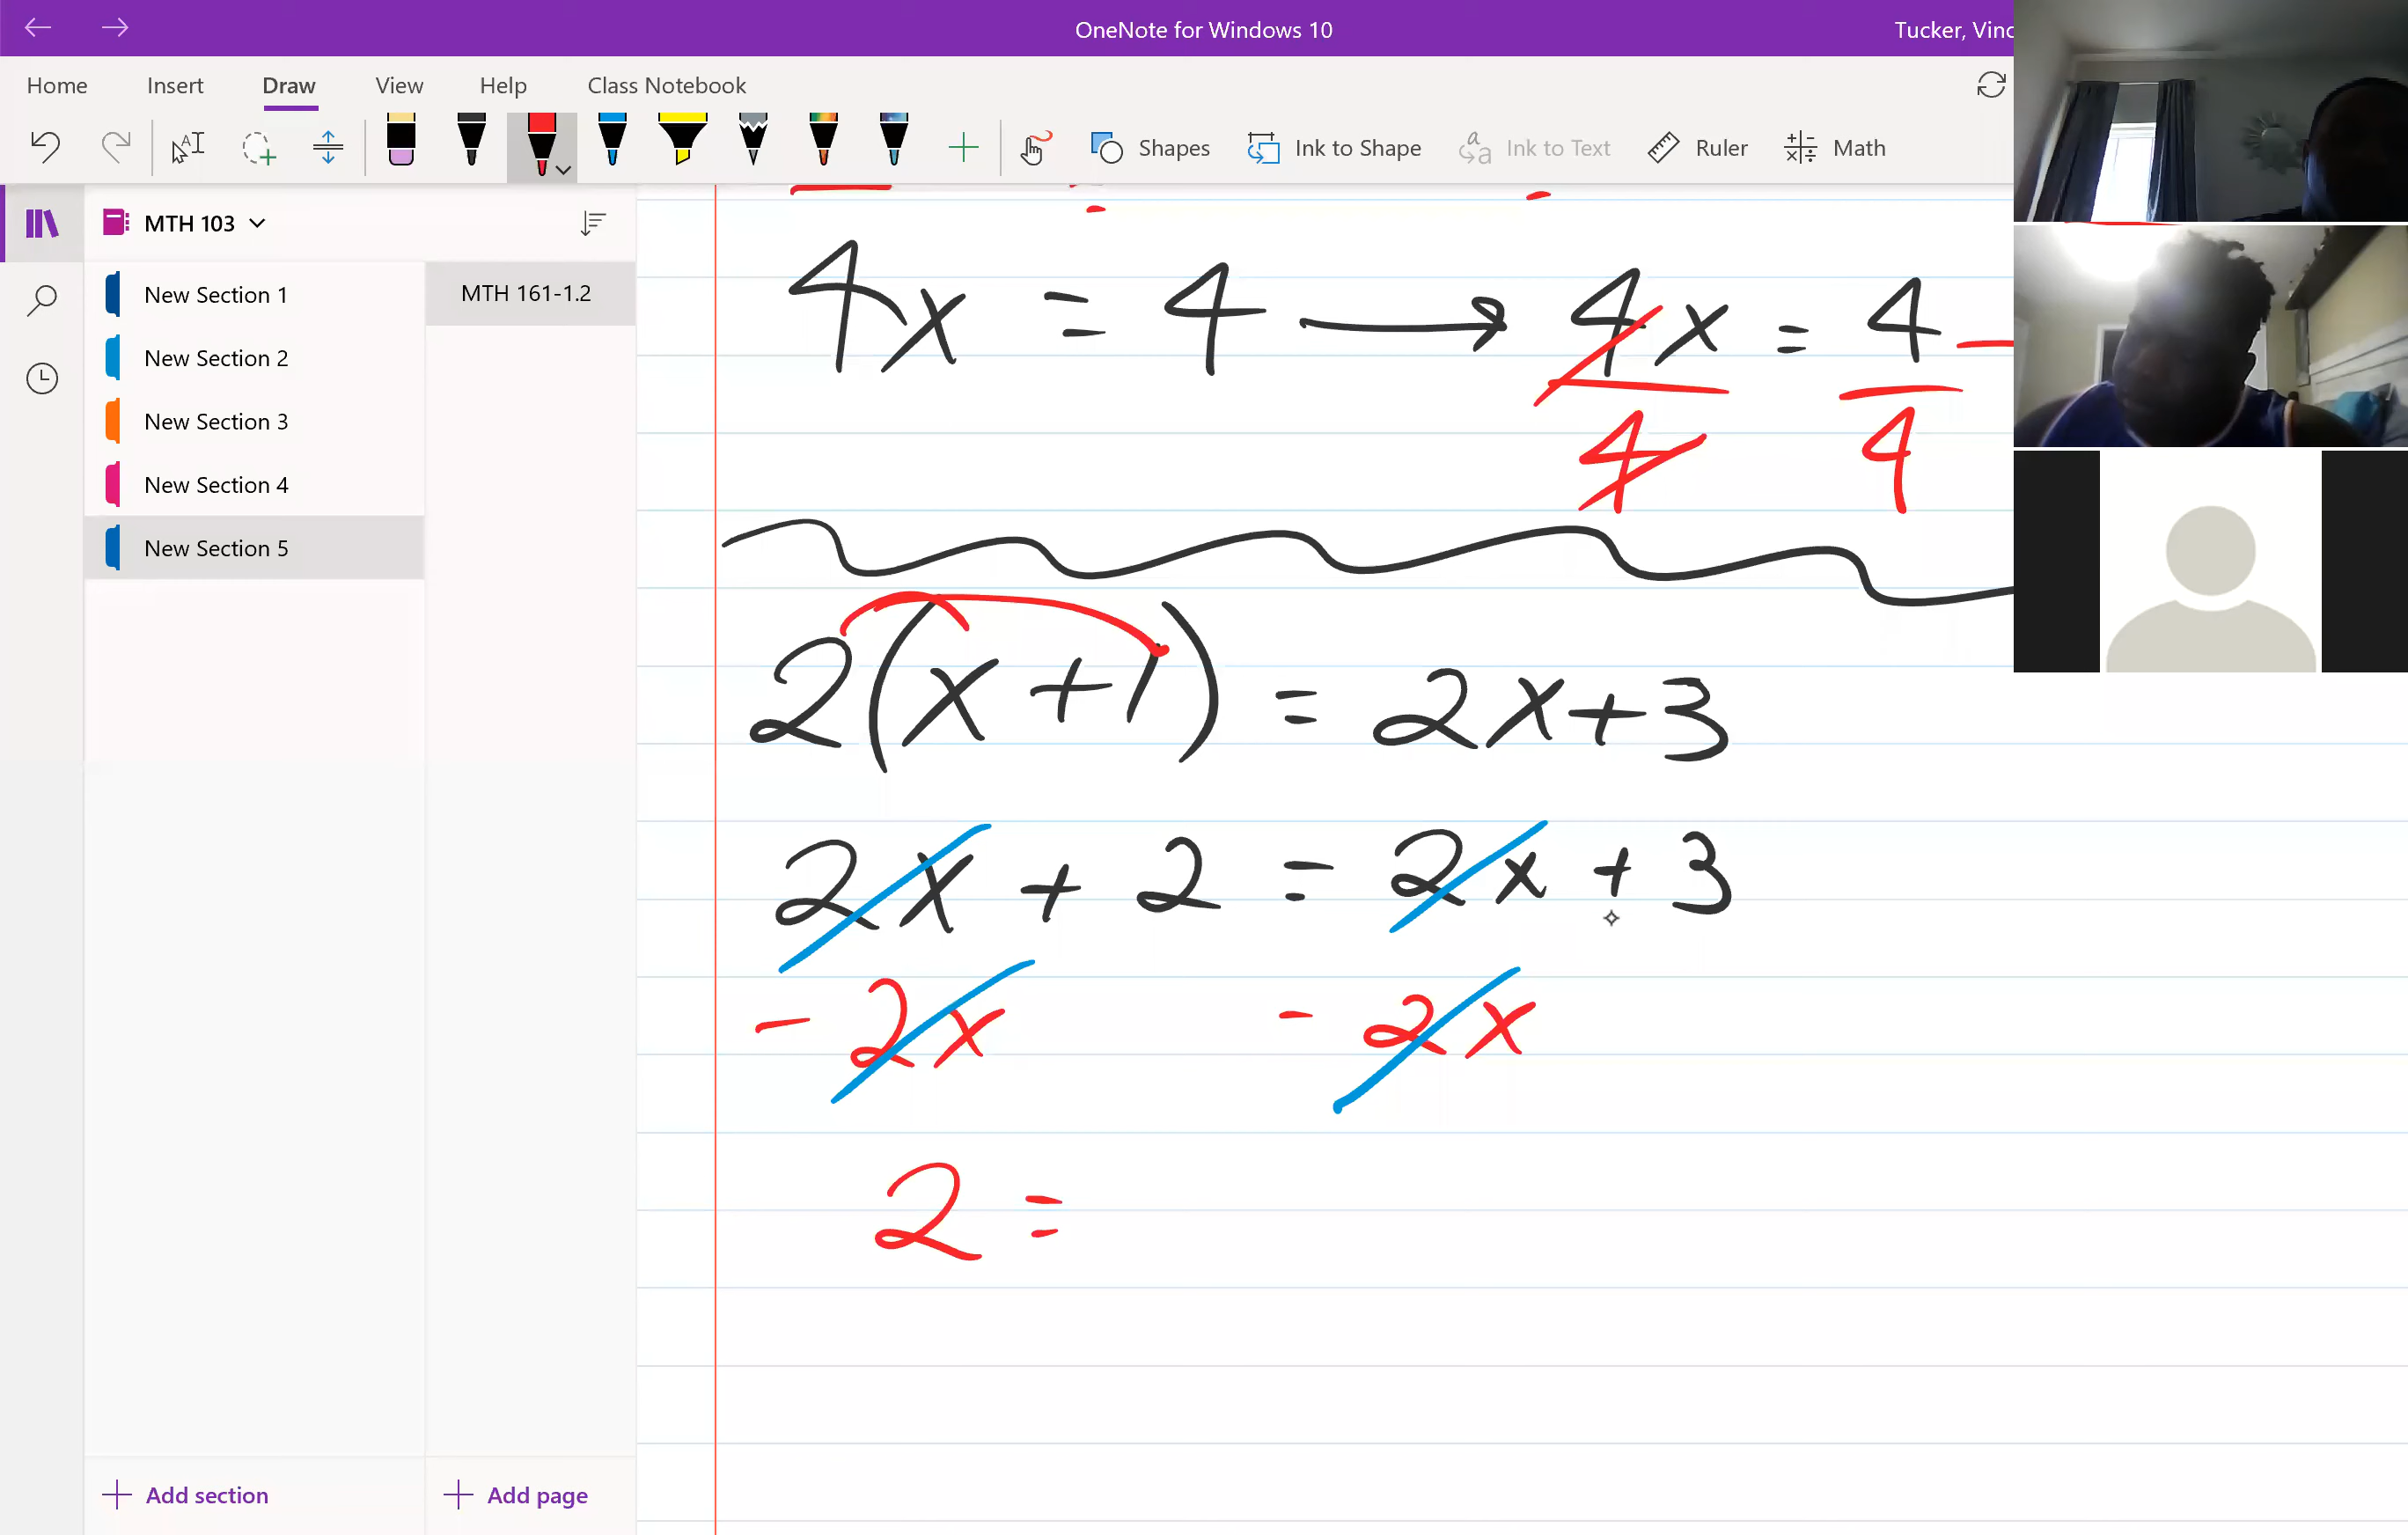 OneNote for Windows 10 Tucker, Vinc
Home Insert Draw View Help Class Notebook
Shapes Ink to Shape Ink to Text Ruler Math
MTH 103
New Section 1
New Section 2
New Section 3
New Section 4
New Section 5
MTH 161-1.2
Add section
Add page
4x = 4 → 4x/4 = 4/4
2(x+1) = 2x+3
2x + 2 = 2x + 3
- 2x - 2x
2 =